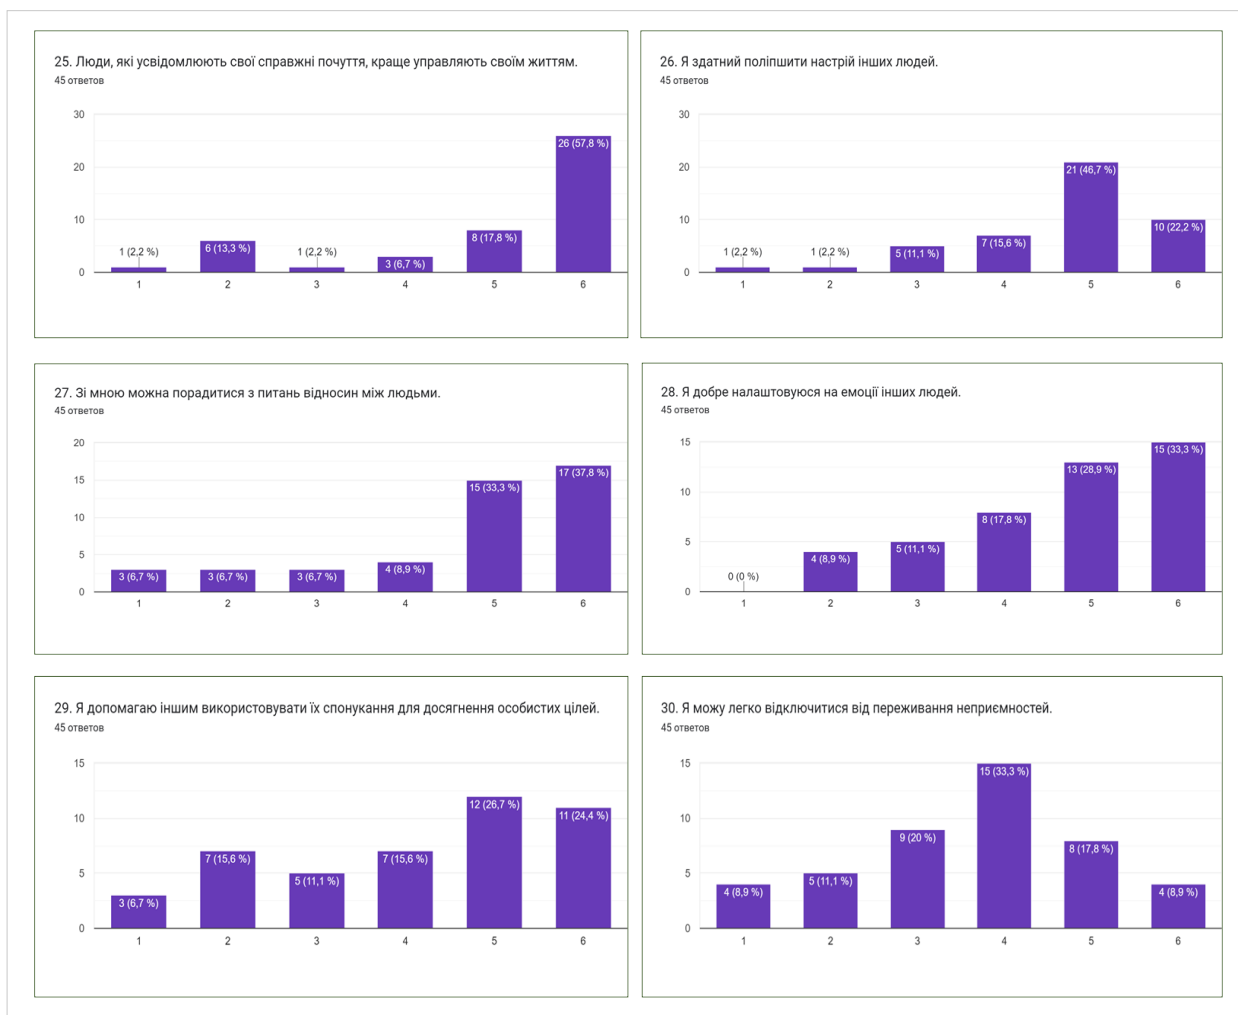 25. Люди, які усвідомлюють свої справжні почуття, краще управляють своїм життям.
45 ответов
30
20
10
0
1 (2,2 %)
6 (13,3 %)
1 (2,2 %)
3 (6,7 %)
8 (17,8 %)
26 (57,8 %)
1 2 3 4 5 6
26. Я здатний поліпшити настрій інших людей.
45 ответов
30
20
10
0
1 (2,2 %)
1 (2,2 %)
5 (11,1 %)
7 (15,6 %)
21 (46,7 %)
10 (22,2 %)
1 2 3 4 5 6
27. Зі мною можна порадитися з питань відносин між людьми.
45 ответов
20
15
10
5
0
3 (6,7 %)
3 (6,7 %)
3 (6,7 %)
4 (8,9 %)
15 (33,3 %)
17 (37,8 %)
1 2 3 4 5 6
28. Я добре налаштовуюся на емоції інших людей.
45 ответов
15
10
5
0
0 (0 %)
4 (8,9 %)
5 (11,1 %)
8 (17,8 %)
13 (28,9 %)
15 (33,3 %)
1 2 3 4 5 6
29. Я допомагаю іншим використовувати їх спонукання для досягнення особистих цілей.
45 ответов
15
10
5
0
3 (6,7 %)
7 (15,6 %)
5 (11,1 %)
7 (15,6 %)
12 (26,7 %)
11 (24,4 %)
1 2 3 4 5 6
30. Я можу легко відключитися від переживання неприємностей.
45 ответов
15
10
5
0
4 (8,9 %)
5 (11,1 %)
9 (20 %)
15 (33,3 %)
8 (17,8 %)
4 (8,9 %)
1 2 3 4 5 6